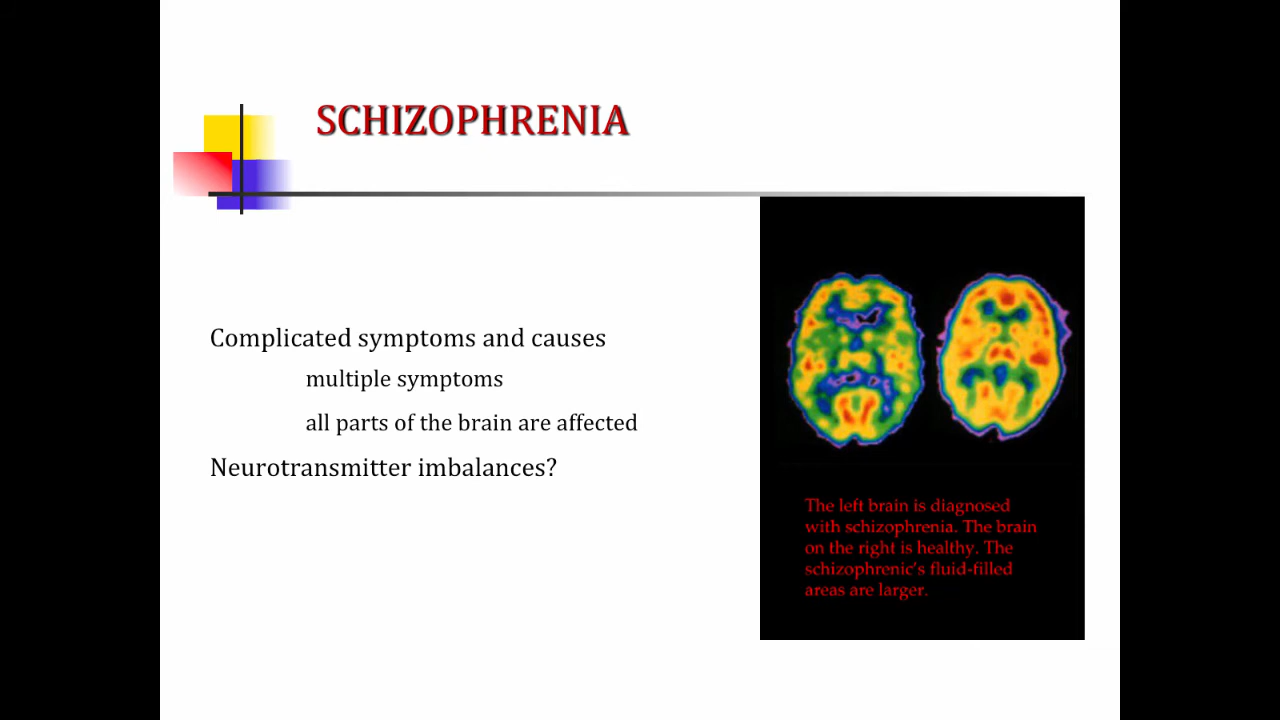 SCHIZOPHRENIA
Complicated symptoms and causes
multiple symptoms
all parts of the brain are affected
Neurotransmitter imbalances?
The left brain is diagnosed
with schizophrenia. The brain
on the right is healthy. The
schizophrenic's fluid-filled
areas are larger.